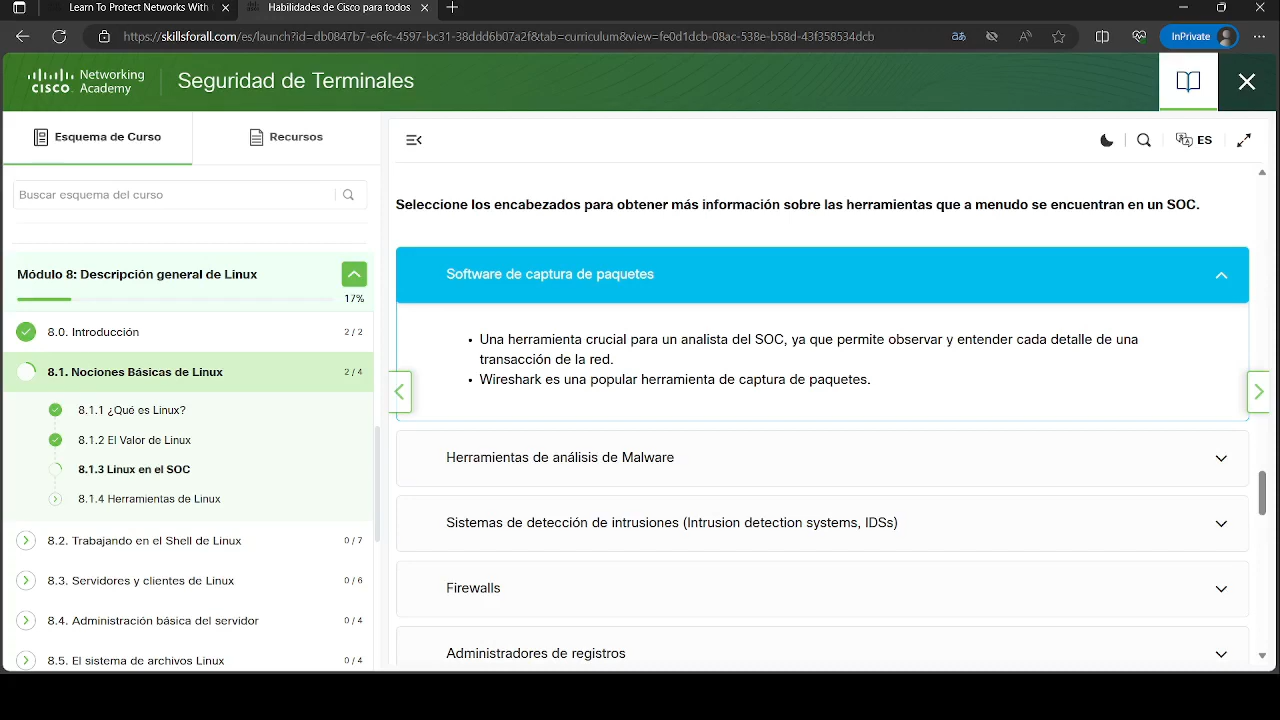 Learn To Protect Networks With
Habilidades de Cisco para todos
https://skillsforall.com/es/launch?id=db0847b7-e6fc-4597-bc31-38ddd6b07a2f&tab=curriculum&view=fe0d1dcb-08ac-538e-b58d-43f358534dcb
InPrivate
Networking
CISCO Academy
Seguridad de Terminales
Esquema de Curso
Recursos
ES
Buscar esquema del curso
Módulo 8: Descripción general de Linux
17%
8.0. Introducción 2 / 2
8.1. Nociones Básicas de Linux 2 / 4
8.1.1 ¿Qué es Linux?
8.1.2 El Valor de Linux
8.1.3 Linux en el SOC
8.1.4 Herramientas de Linux
8.2. Trabajando en el Shell de Linux 0 / 7
8.3. Servidores y clientes de Linux 0 / 6
8.4. Administración básica del servidor 0 / 4
8.5. El sistema de archivos Linux 0 / 4
Seleccione los encabezados para obtener más información sobre las herramientas que a menudo se encuentran en un SOC.
Software de captura de paquetes
• Una herramienta crucial para un analista del SOC, ya que permite observar y entender cada detalle de una
transacción de la red.
• Wireshark es una popular herramienta de captura de paquetes.
Herramientas de análisis de Malware
Sistemas de detección de intrusiones (Intrusion detection systems, IDSs)
Firewalls
Administradores de registros